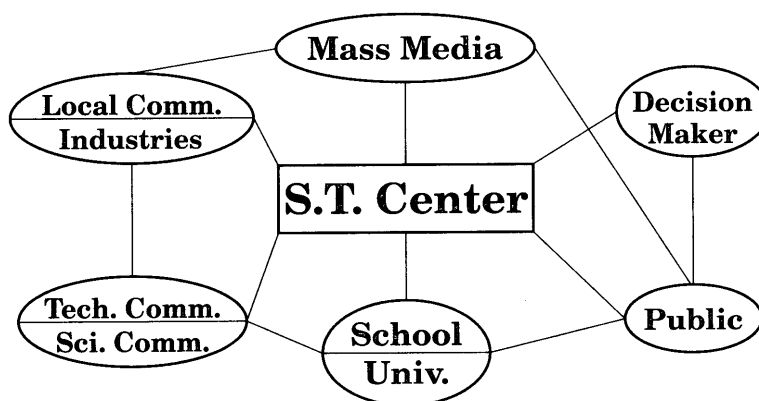 Mass Media
Local Comm.
Industries
Decision
Maker
S.T. Center
Tech. Comm.
Sci. Comm.
School
Univ.
Public